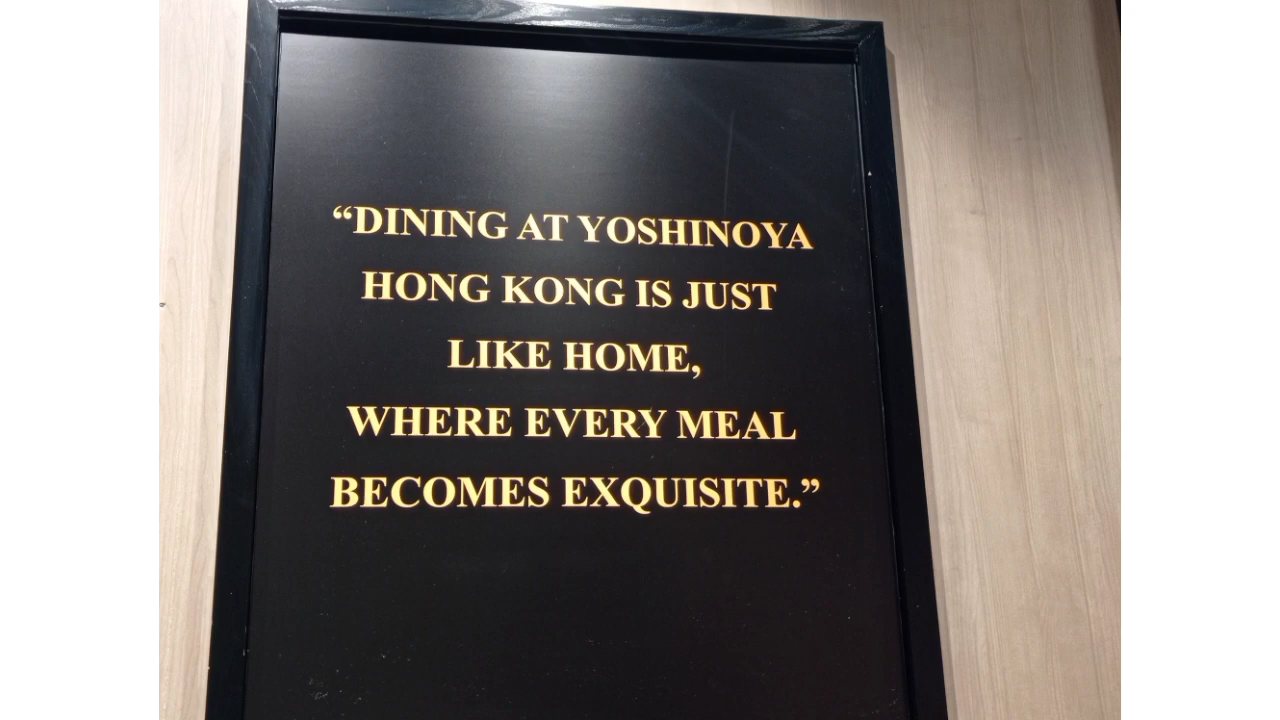 “DINING AT YOSHINOYA
HONG KONG IS JUST
LIKE HOME,
WHERE EVERY MEAL
BECOMES EXQUISITE.”